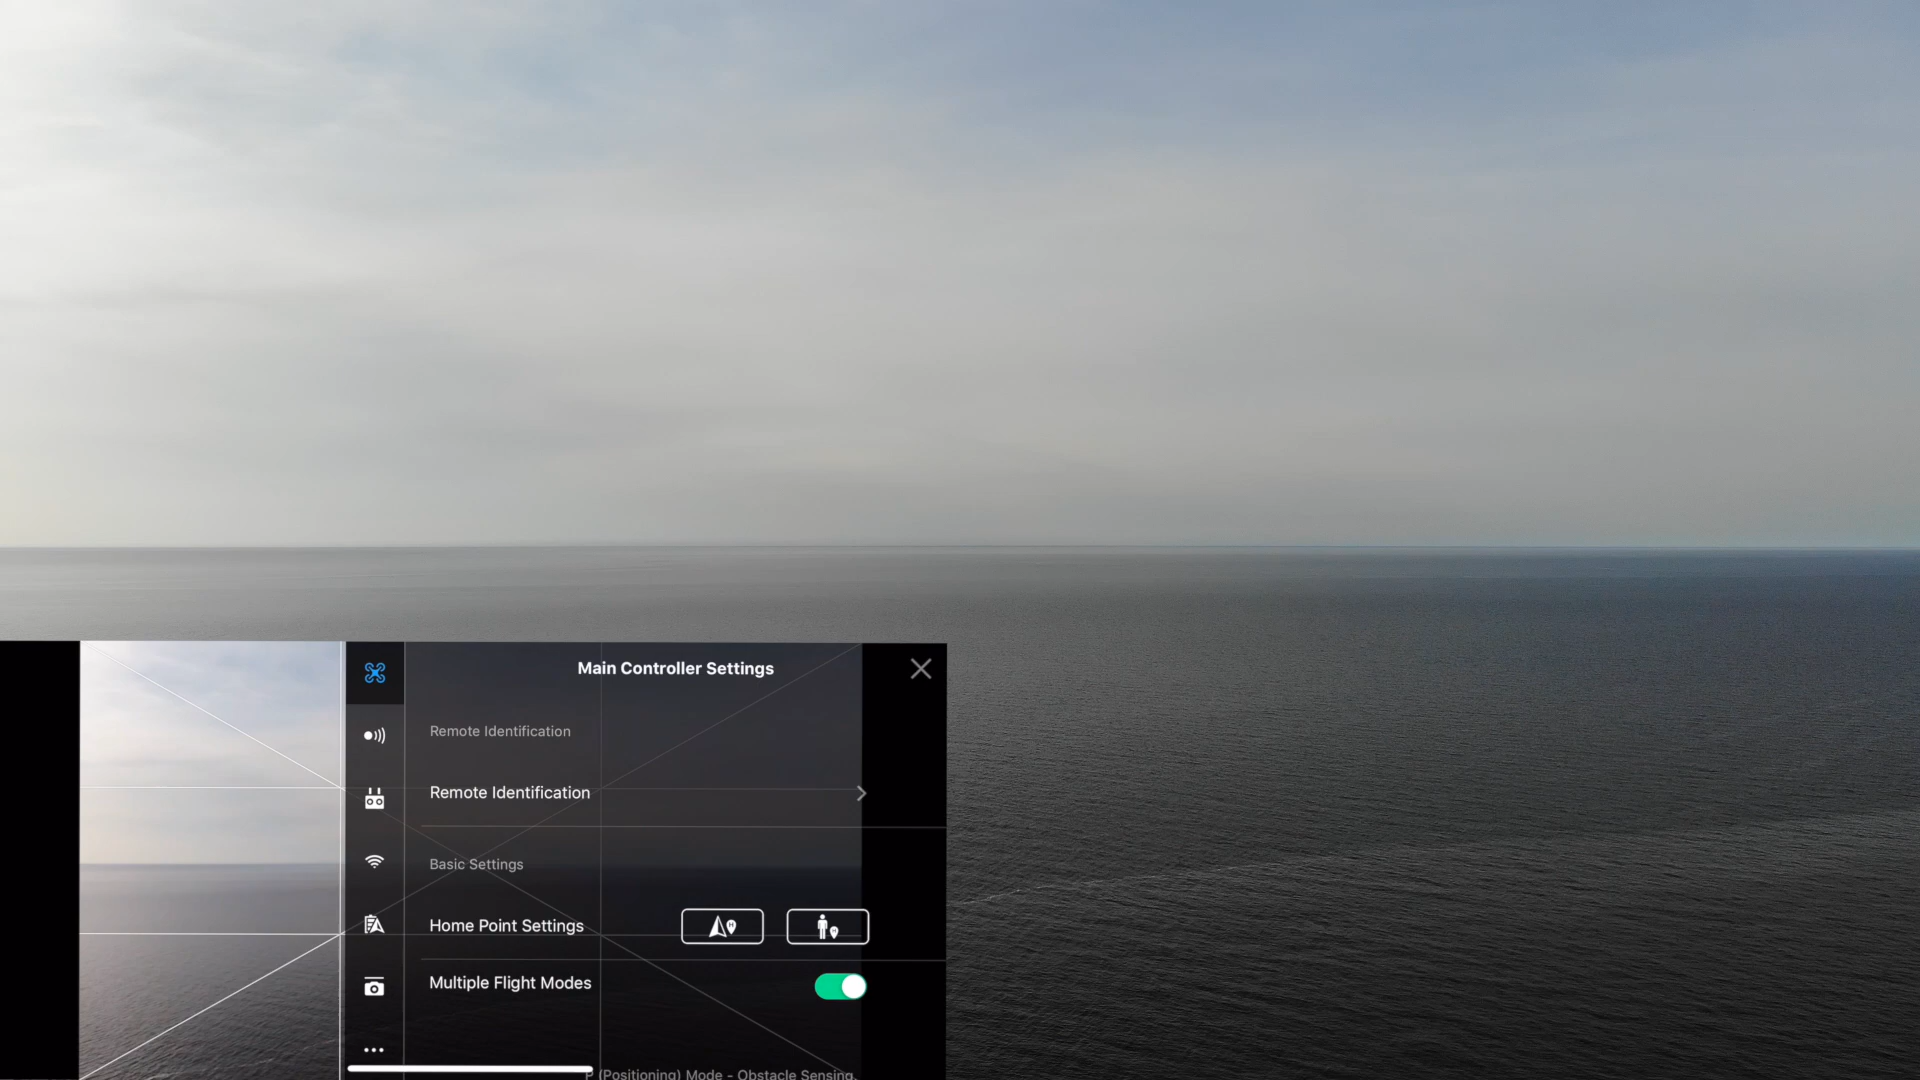 Main Controller Settings
Remote Identification
Remote Identification
Basic Settings
Home Point Settings
Multiple Flight Modes
P (Positioning) Mode - Obstacle Sensing,